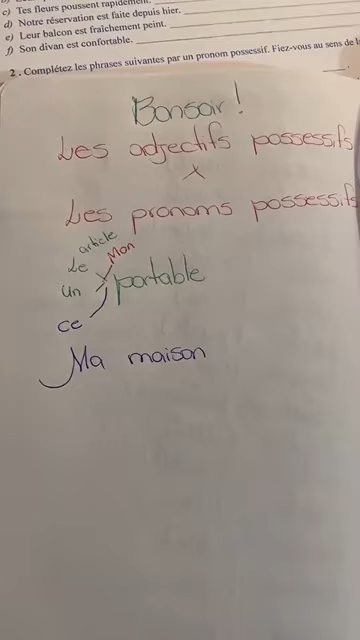 c) Tes fleurs poussent rapidement.
d) Notre réservation est faite depuis hier.
e) Leur balcon est fraîchement peint.
f) Son divan est confortable.
2. Complétez les phrases suivantes par un pronom possessif. Fiez-vous au sens de la
Bonsoir!
Les adjectifs possessifs
x
Les pronoms possessifs
article
Le Mon
un portable
ce
Ma maison